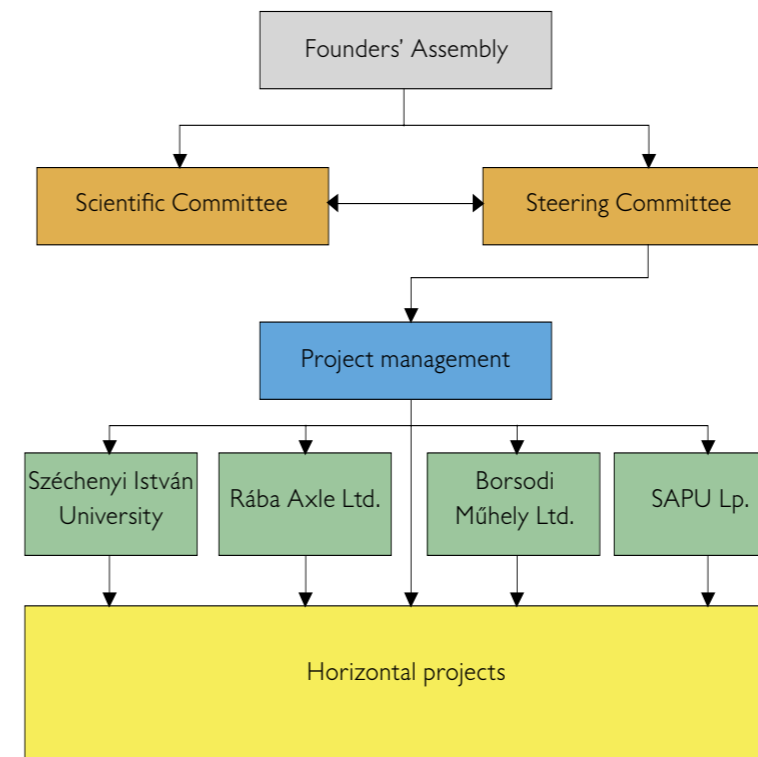 Founders’ Assembly
Scientific Committee
Steering Committee
Project management
Széchenyi István
University
Rába Axle Ltd.
Borsodi
Műhely Ltd.
SAPU Lp.
Horizontal projects